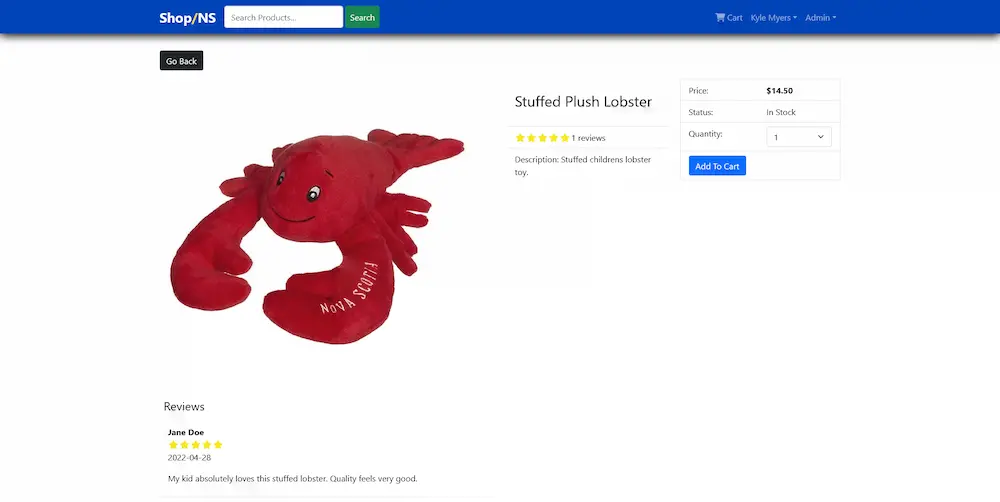 Shop/NS
Search Products...
Search
Cart
Kyle Myers
Admin
Go Back
Stuffed Plush Lobster
1 reviews
Description: Stuffed childrens lobster
toy.
Price:
$14.50
Status:
In Stock
Quantity:
1
Add To Cart
NOVA SCOTIA
Reviews
Jane Doe
2022-04-28
My kid absolutely loves this stuffed lobster. Quality feels very good.